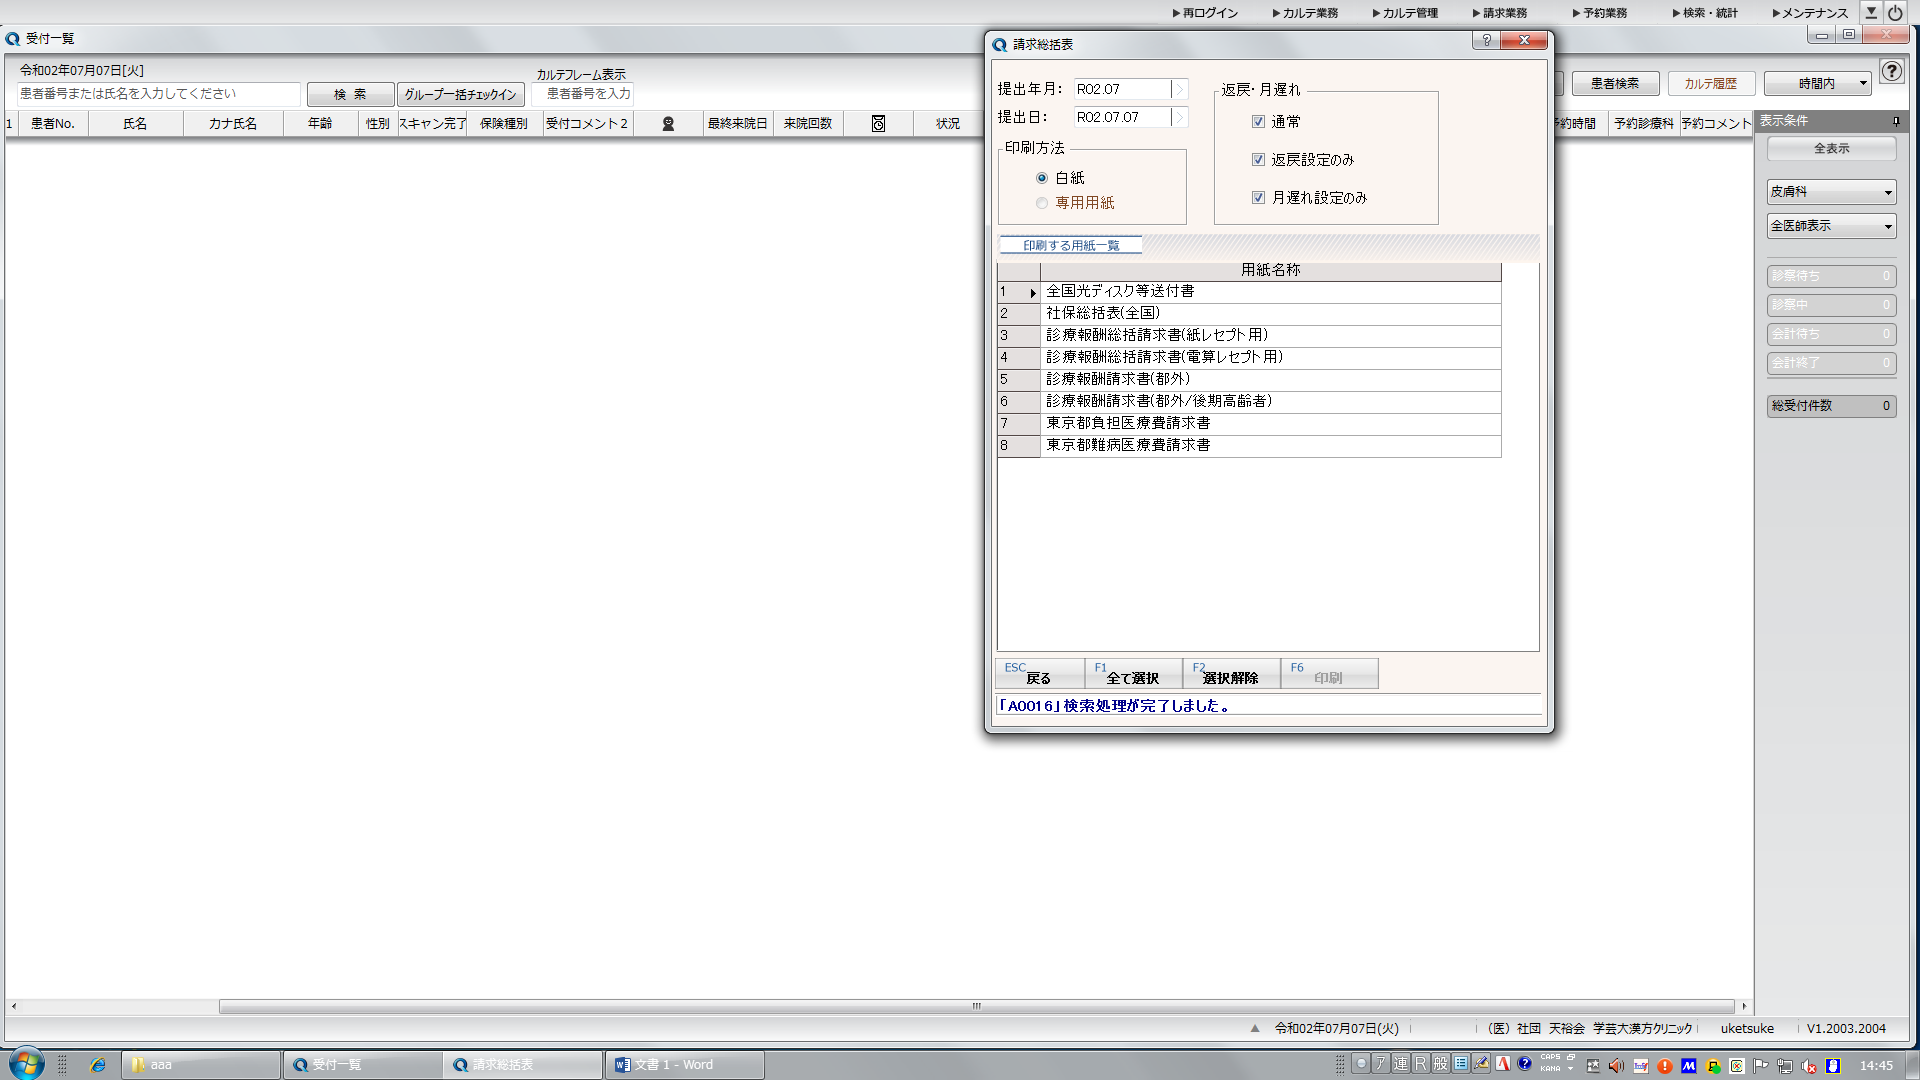 ▶再ログイン ▶カルテ業務 ▶カルテ管理 ▶請求業務 ▶予約業務 ▶検索・統計 ▶メンテナンス
受付一覧
令和02年07月07日[火]
患者番号または氏名を入力してください
検 索
グループ一括チェックイン
カルテフレーム表示
患者番号を入力
患者検索
カルテ履歴
時間内
1 患者No. 氏名 カナ氏名 年齢 性別 スキャン完了 保険種別 受付コメント2 最終来院日 来院回数 状況
約時間 予約診療科 予約コメント
請求総括表
提出年月: R02.07
提出日: R02.07.07
印刷方法
白紙
専用用紙
返戻・月遅れ
通常
返戻設定のみ
月遅れ設定のみ
印刷する用紙一覧
用紙名称
1 全国光ディスク等送付書
2 社保総括表(全国)
3 診療報酬総括請求書(紙レセプト用)
4 診療報酬総括請求書(電算レセプト用)
5 診療報酬請求書(都外)
6 診療報酬請求書(都外/後期高齢者)
7 東京都負担医療費請求書
8 東京都難病医療費請求書
ESC 戻る
F1 全て選択
F2 選択解除
F6 印刷
「A0016」検索処理が完了しました。
表示条件
全表示
皮膚科
全医師表示
診察待ち 0
診察中 0
会計待ち 0
会計終了 0
総受付件数 0
▲ 令和02年07月07日(火) (医)社団 天裕会 学芸大漢方クリニック uketsuke V1.2003.2004
aaa
受付一覧
請求総括表
文書 1 - Word
ア 連 R 般
CAPS
KANA
14:45